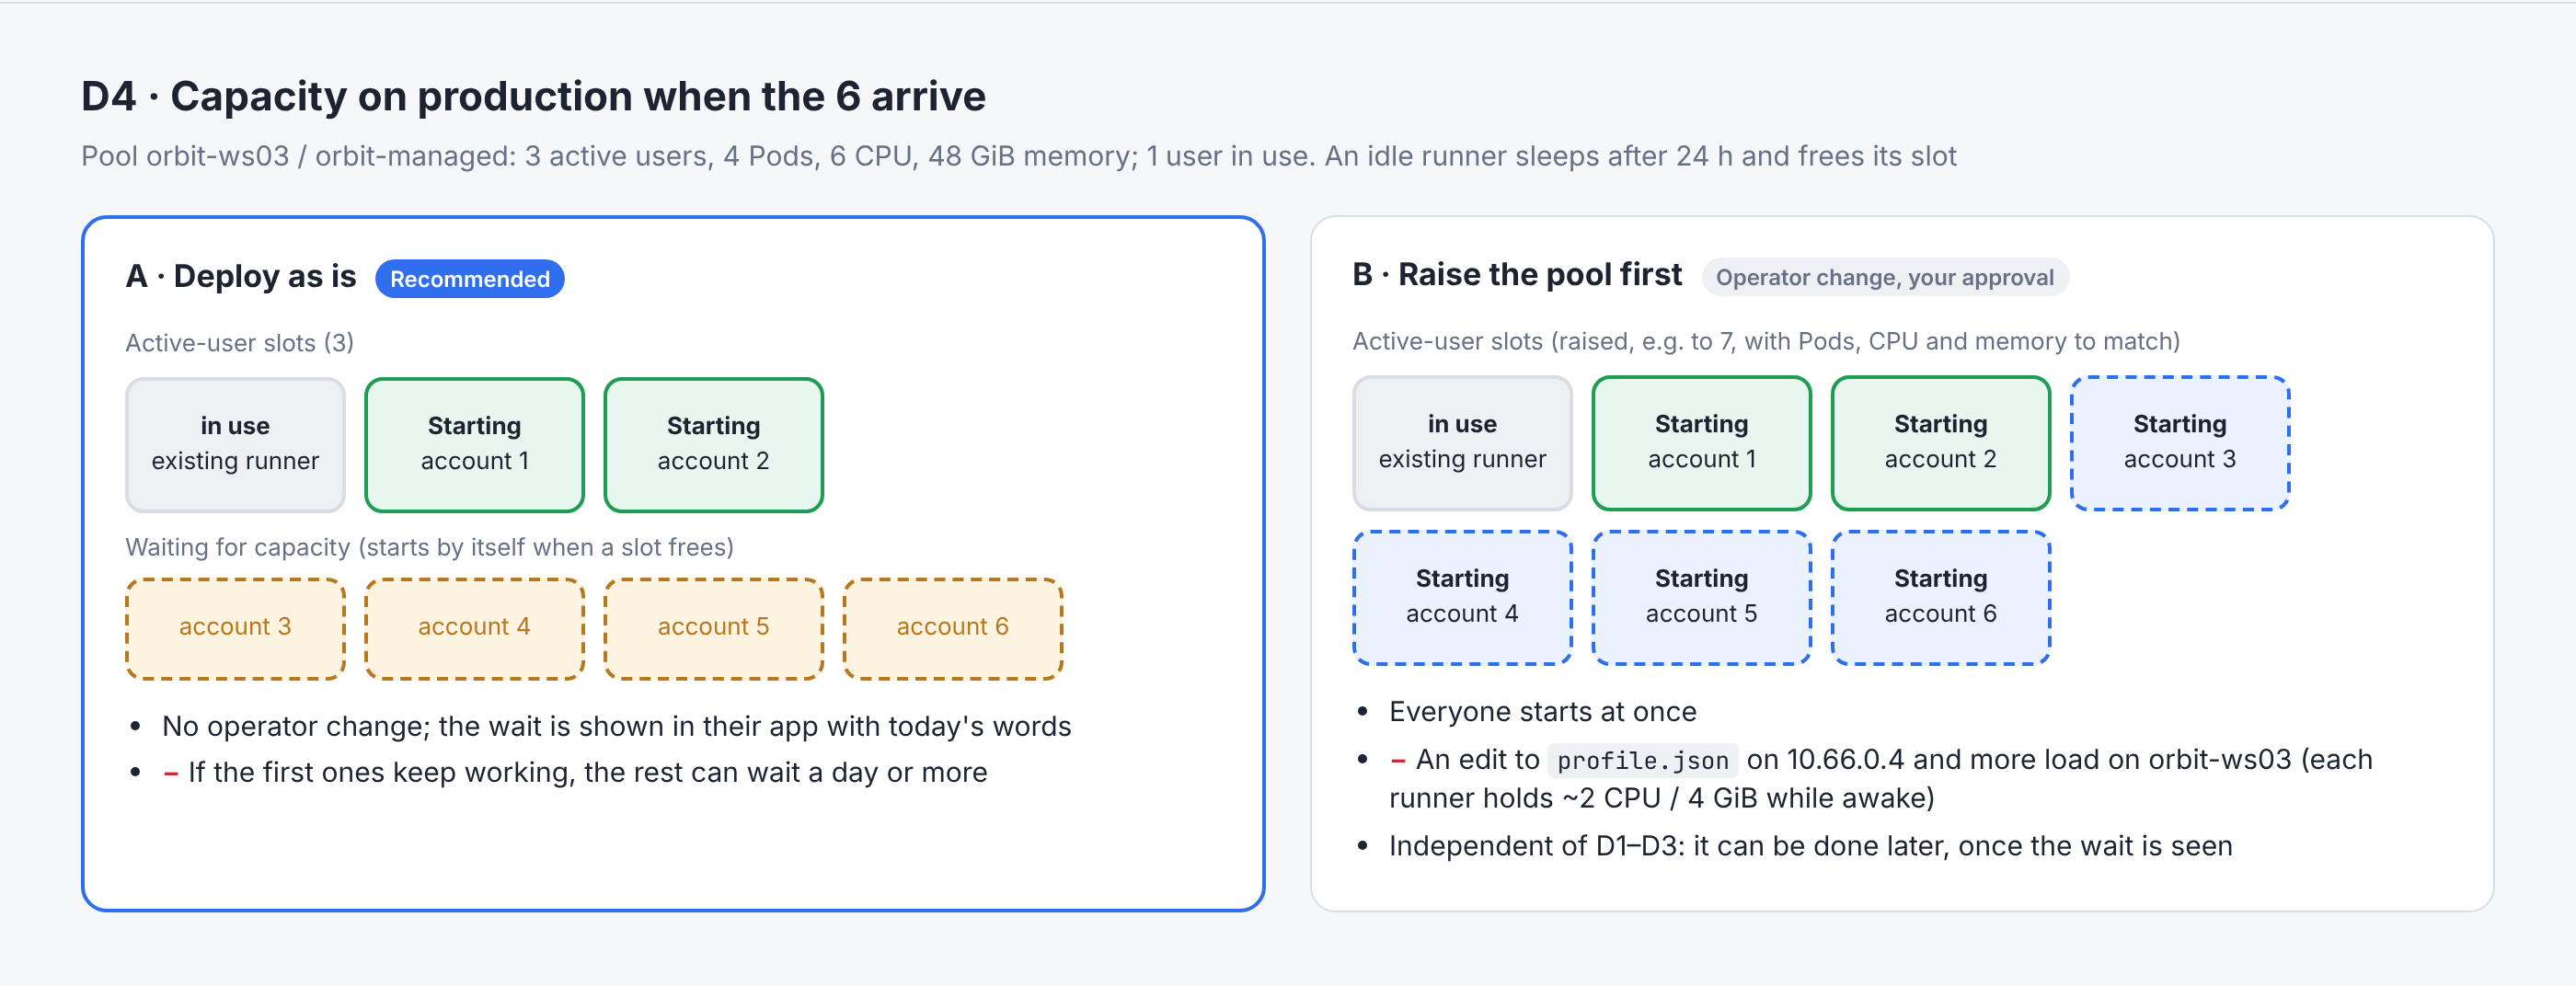 D4 · Capacity on production when the 6 arrive
Pool orbit-ws03 / orbit-managed: 3 active users, 4 Pods, 6 CPU, 48 GiB memory; 1 user in use. An idle runner sleeps after 24 h and frees its slot
A · Deploy as is Recommended
Active-user slots (3)
in use
existing runner
Starting
account 1
Starting
account 2
Waiting for capacity (starts by itself when a slot frees)
account 3
account 4
account 5
account 6
• No operator change; the wait is shown in their app with today's words
• – If the first ones keep working, the rest can wait a day or more
B · Raise the pool first Operator change, your approval
Active-user slots (raised, e.g. to 7, with Pods, CPU and memory to match)
in use
existing runner
Starting
account 1
Starting
account 2
Starting
account 3
Starting
account 4
Starting
account 5
Starting
account 6
• Everyone starts at once
• – An edit to profile.json on 10.66.0.4 and more load on orbit-ws03 (each
runner holds ~2 CPU / 4 GiB while awake)
• Independent of D1–D3: it can be done later, once the wait is seen